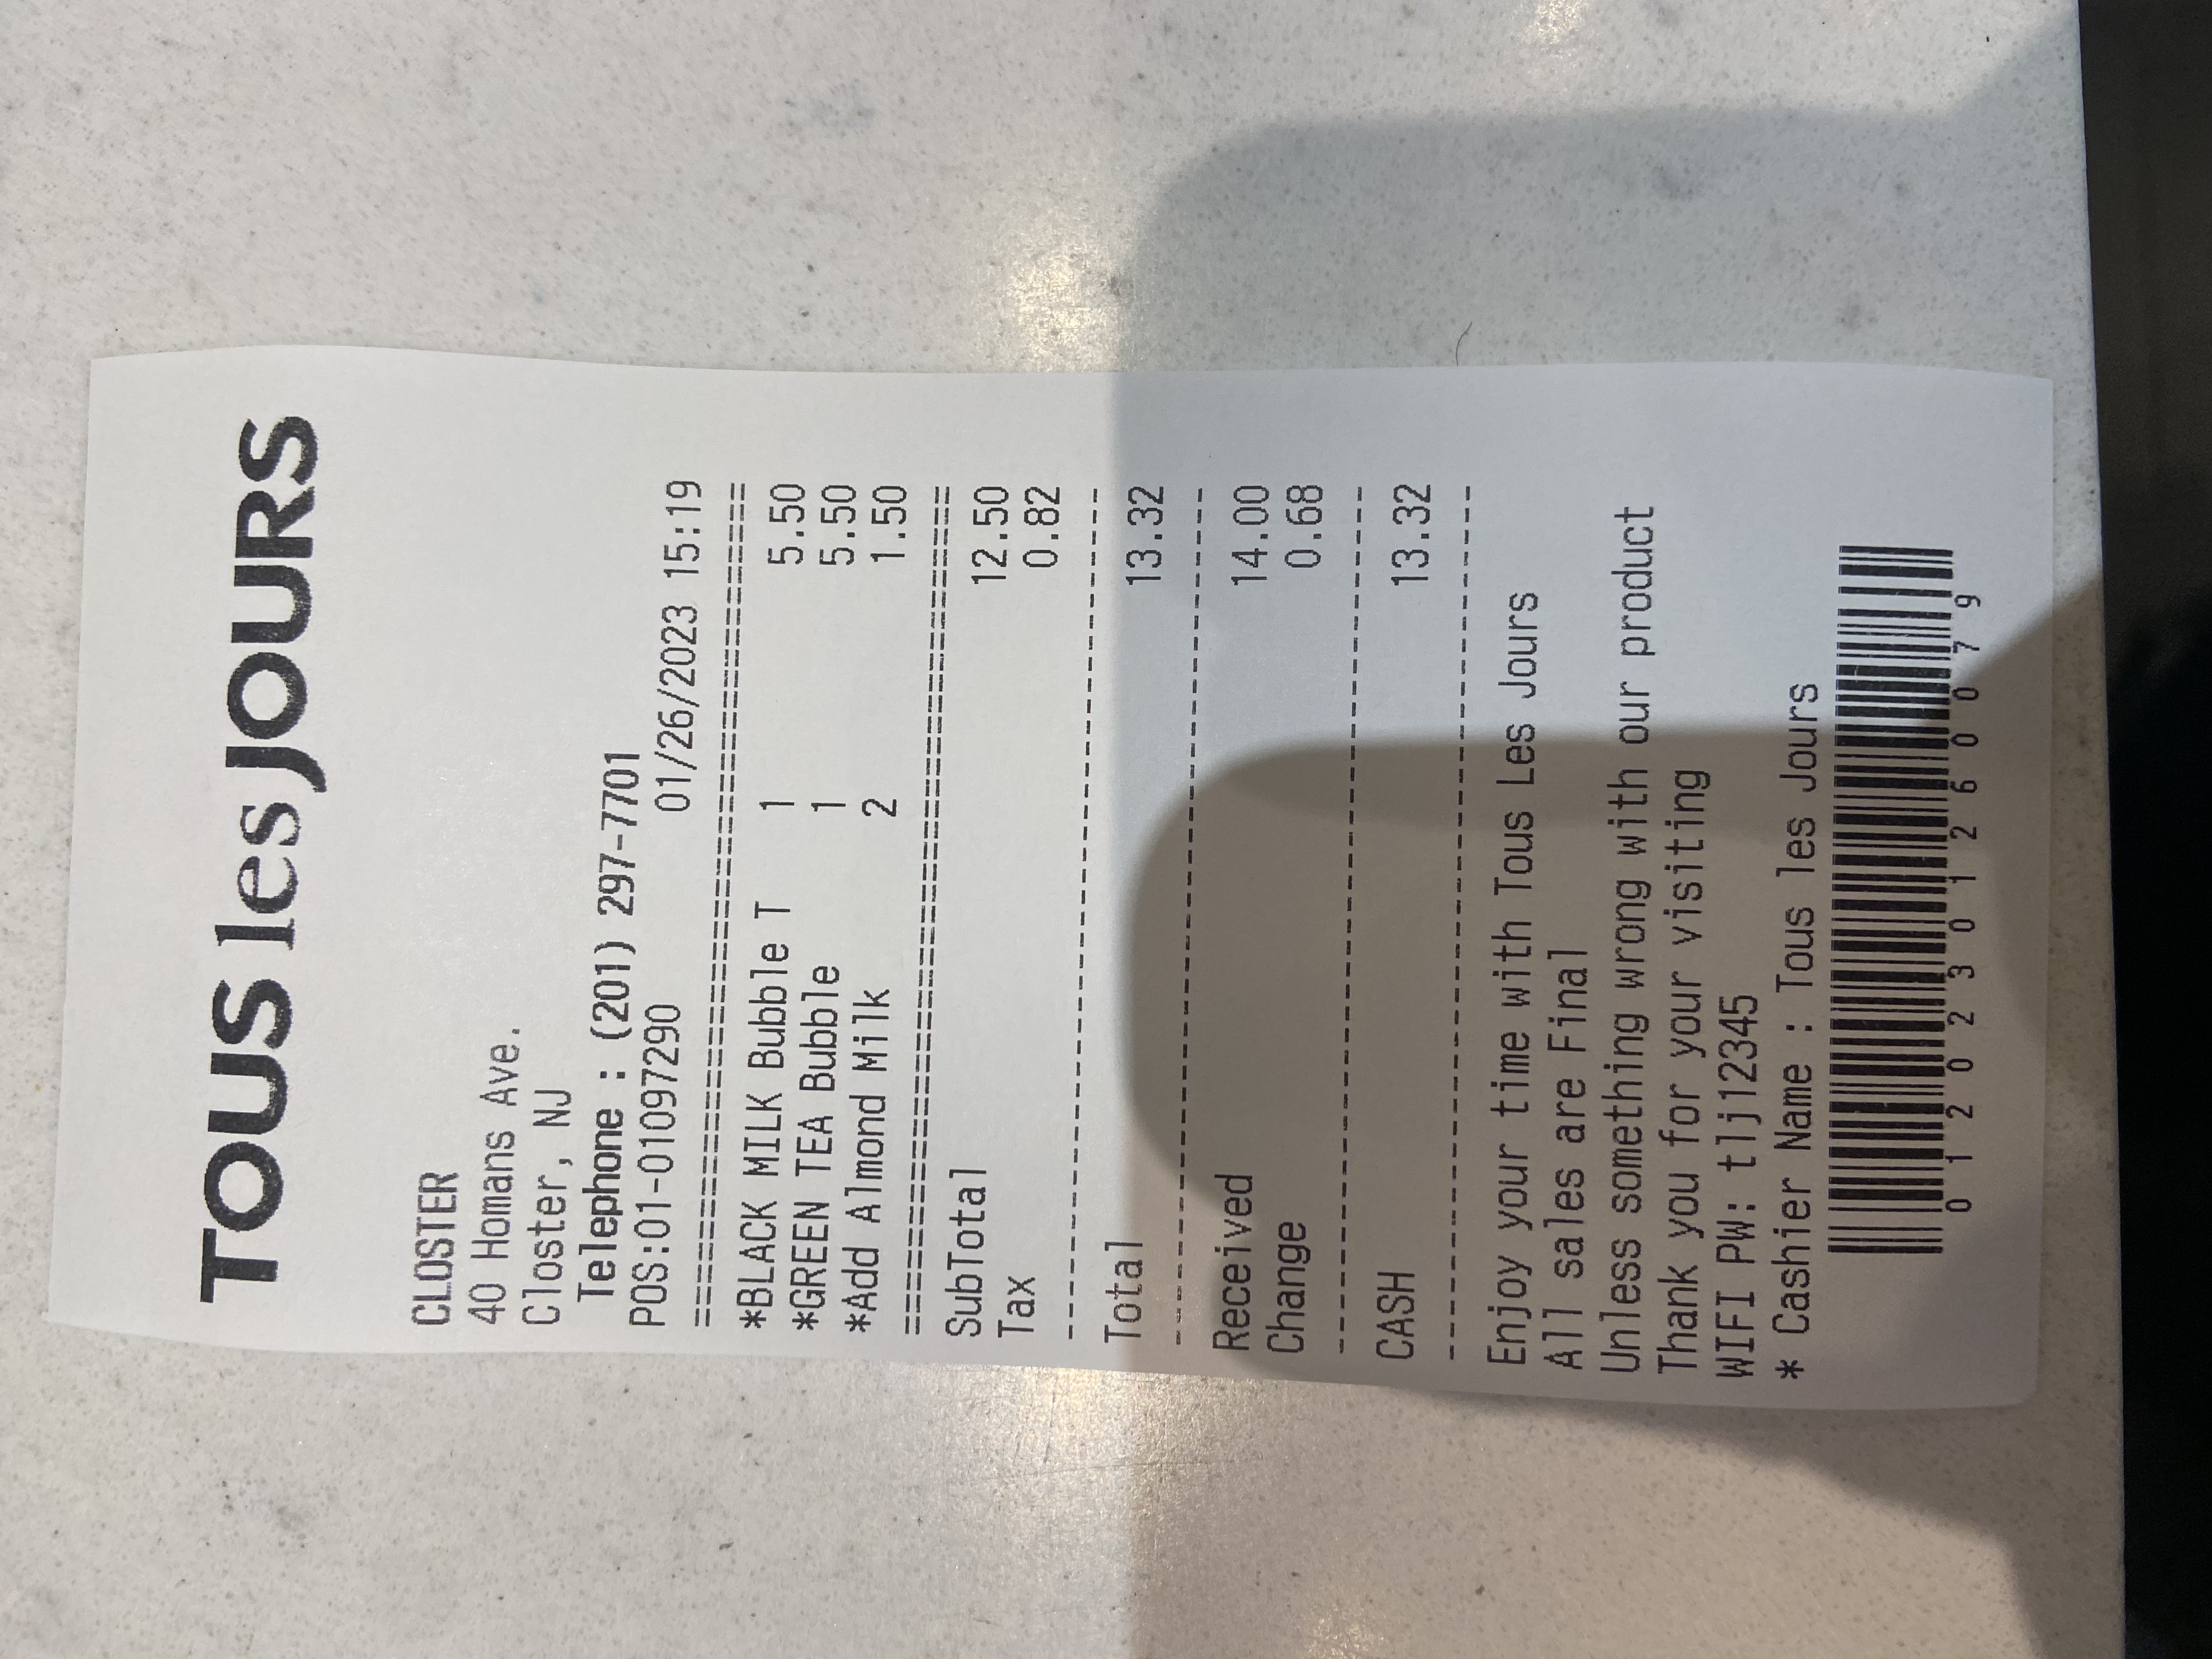 TOUS les JOURS
CLOSTER
40 Homans Ave.
Closter, NJ
Telephone : (201) 297-7701
POS:01-01097290 01/26/2023 15:19
====================================
*BLACK MILK Bubble T 1 5.50
*GREEN TEA Bubble 1 5.50
*Add Almond Milk 2 1.50
====================================
SubTotal 12.50
Tax 0.82
Total 13.32
Received 14.00
Change 0.68
CASH 13.32
Enjoy your time with Tous Les Jours
All sales are Final
Unless something wrong with our product
Thank you for your visiting
WIFI PW: tlj12345
* Cashier Name : Tous les Jours
01202301260079